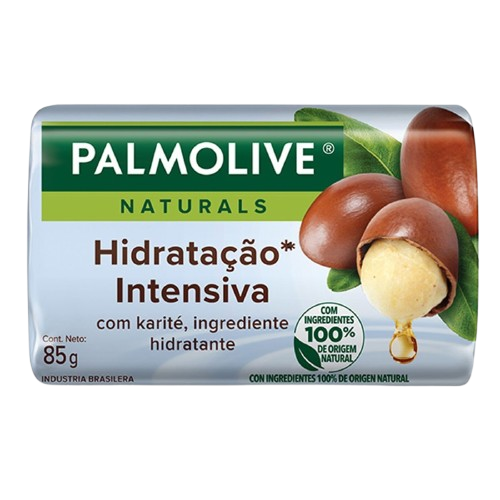 PALMOLIVE®
NATURALS
Hidratação*
Intensiva
com karité, ingrediente
hidratante
Cont. Neto:
85g
INDUSTRIA BRASILERA
COM
INGREDIENTES
100%
DE ORIGEM
NATURAL
CON INGREDIENTES 100% DE ORIGEN NATURAL